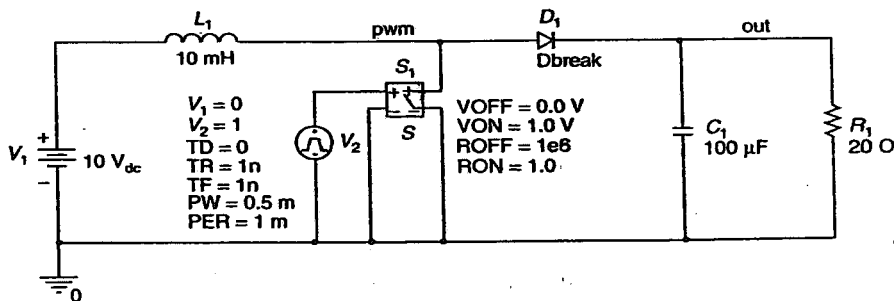 L₁
10 mH
pwm
D₁
Dbreak
out
S₁
S
V₁ = 0
V₂ = 1
TD = 0
TR = 1n
TF = 1n
PW = 0.5 m
PER = 1 m
V₂
VOFF = 0.0 V
VON = 1.0 V
ROFF = 1e6
RON = 1.0
+
V₁
10 Vdc
−
C₁
100 µF
R₁
20 Ω
0